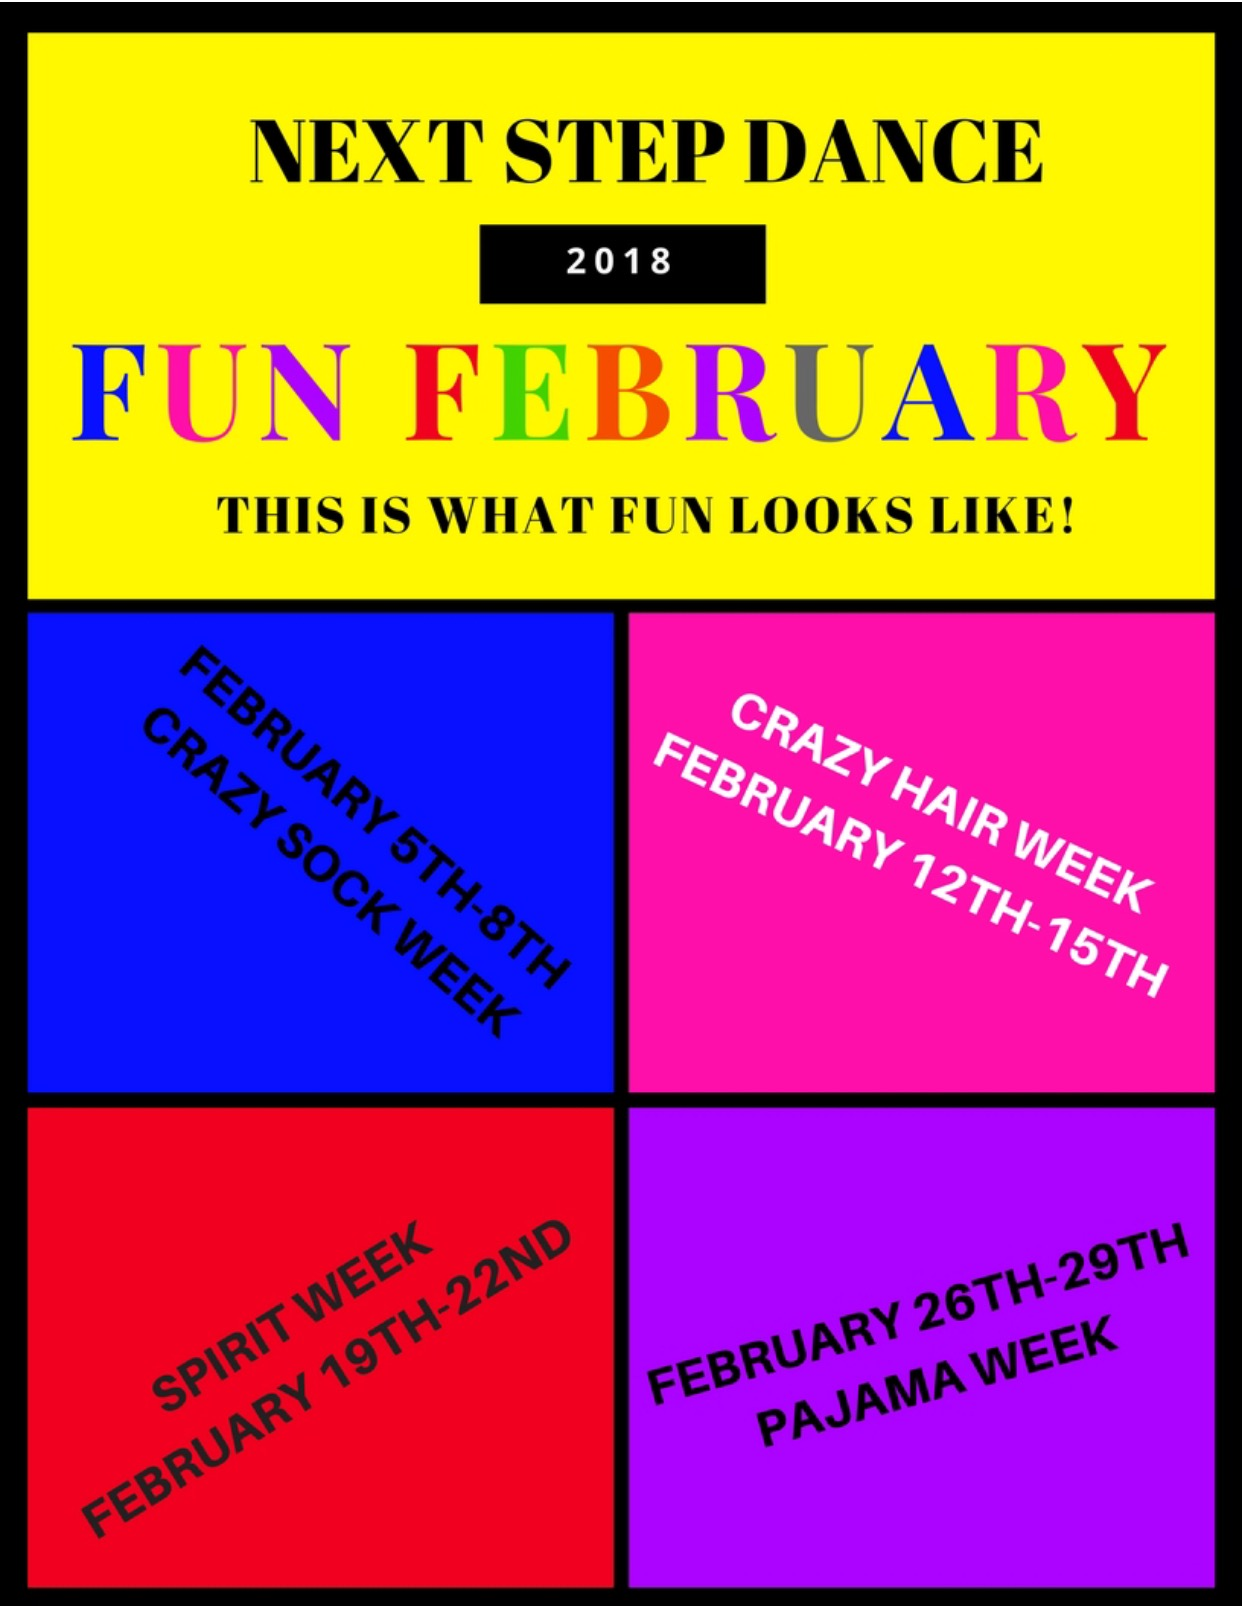 NEXT STEP DANCE
2018
FUN FEBRUARY
THIS IS WHAT FUN LOOKS LIKE!
FEBRUARY 5TH-8TH
CRAZY SOCK WEEK
CRAZY HAIR WEEK
FEBRUARY 12TH-15TH
SPIRIT WEEK
FEBRUARY 19TH-22ND
FEBRUARY 26TH-29TH
PAJAMA WEEK